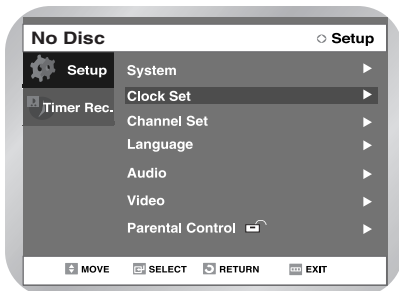 No Disc
Setup
Setup
Timer Rec.
System
Clock Set
Channel Set
Language
Audio
Video
Parental Control
MOVE
SELECT
RETURN
EXIT